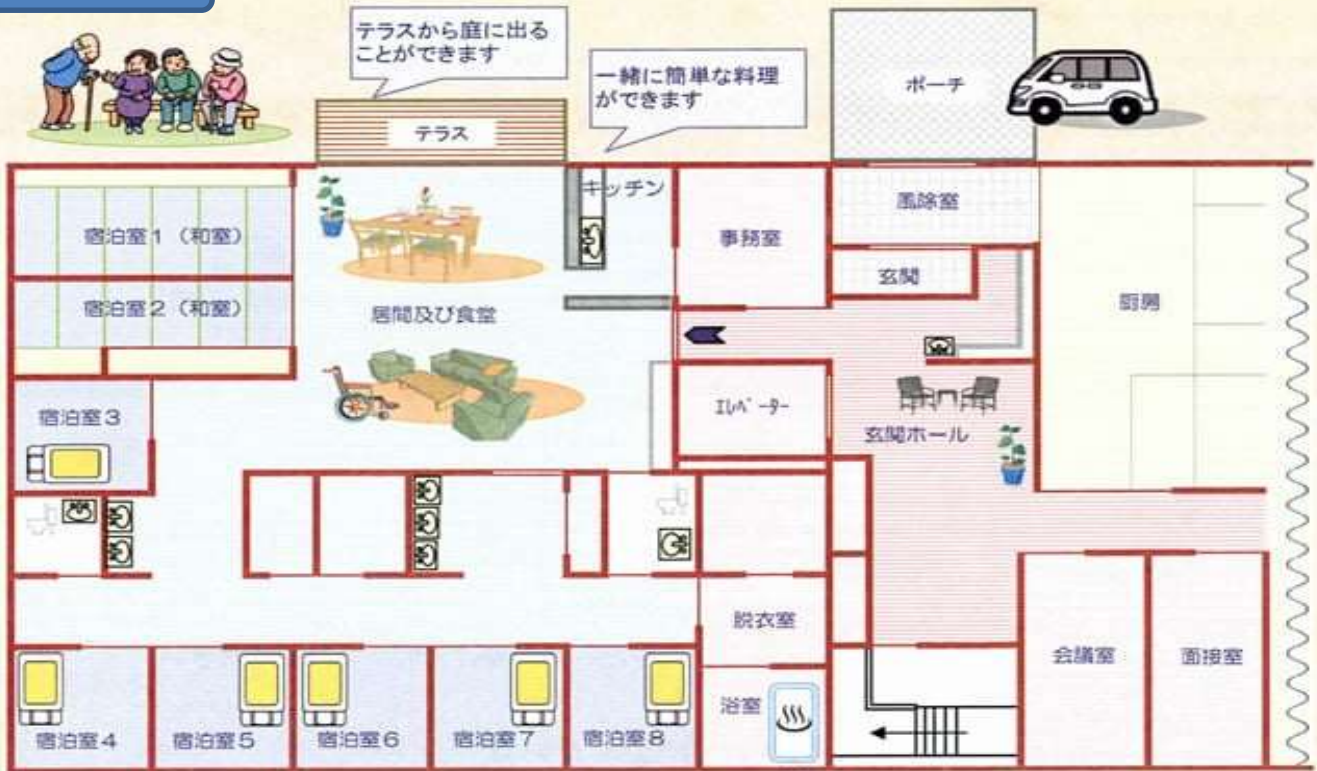 テラスから庭に出る
ことができます
一緒に簡単な料理
ができます
ポーチ
テラス
キッチン
風除室
宿泊室1（和室）
事務室
玄関
宿泊室2（和室）
居間及び食堂
厨房
宿泊室3
エレベーター
玄関ホール
脱衣室
会議室
面接室
浴室
宿泊室4
宿泊室5
宿泊室6
宿泊室7
宿泊室8